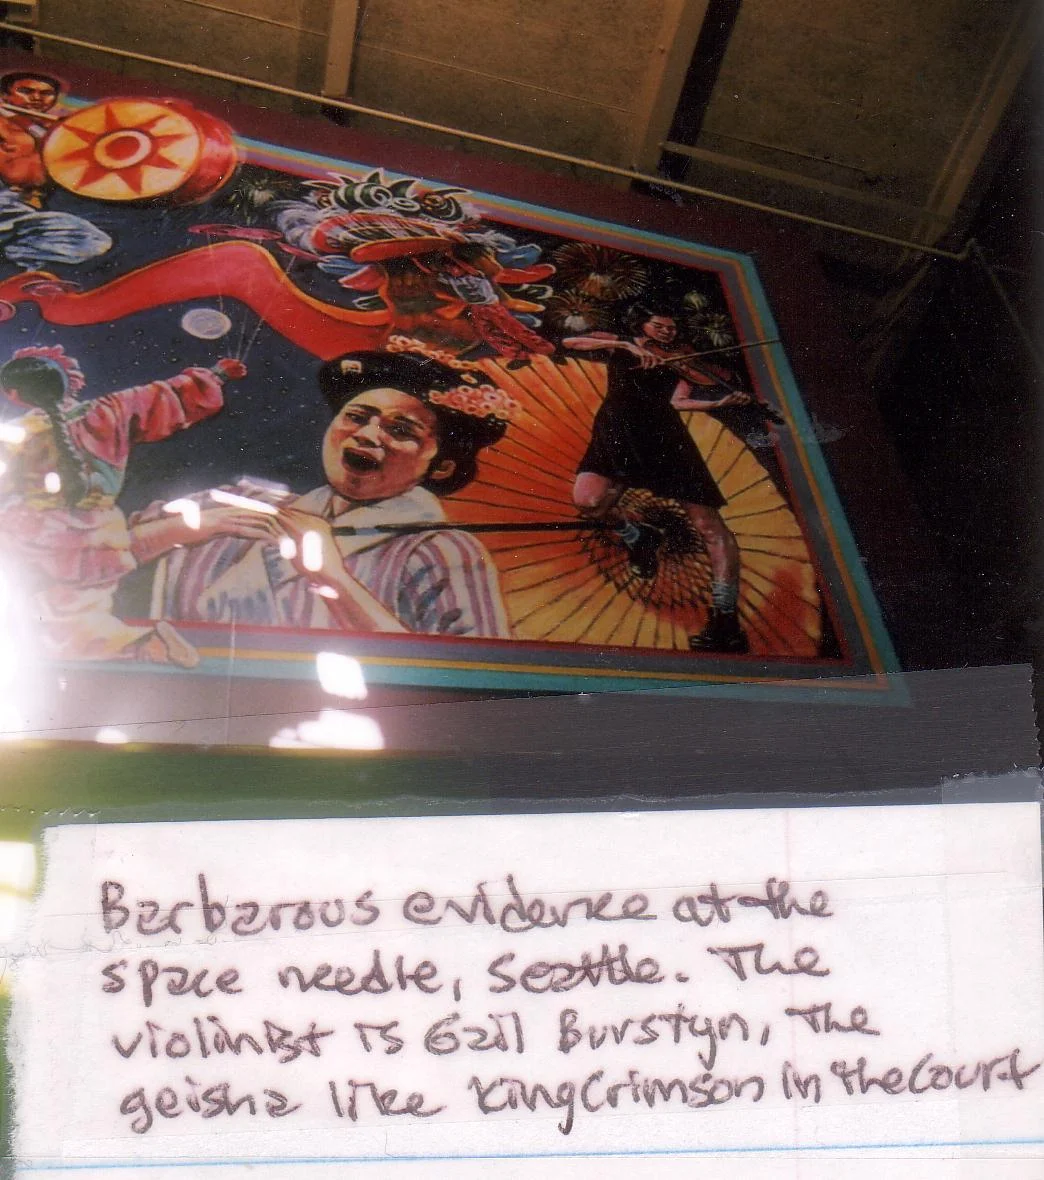 Barbarous evidence at the
space needle, Seattle. The
violinist is Gail Burstyn, The
geisha like King Crimson in the Court